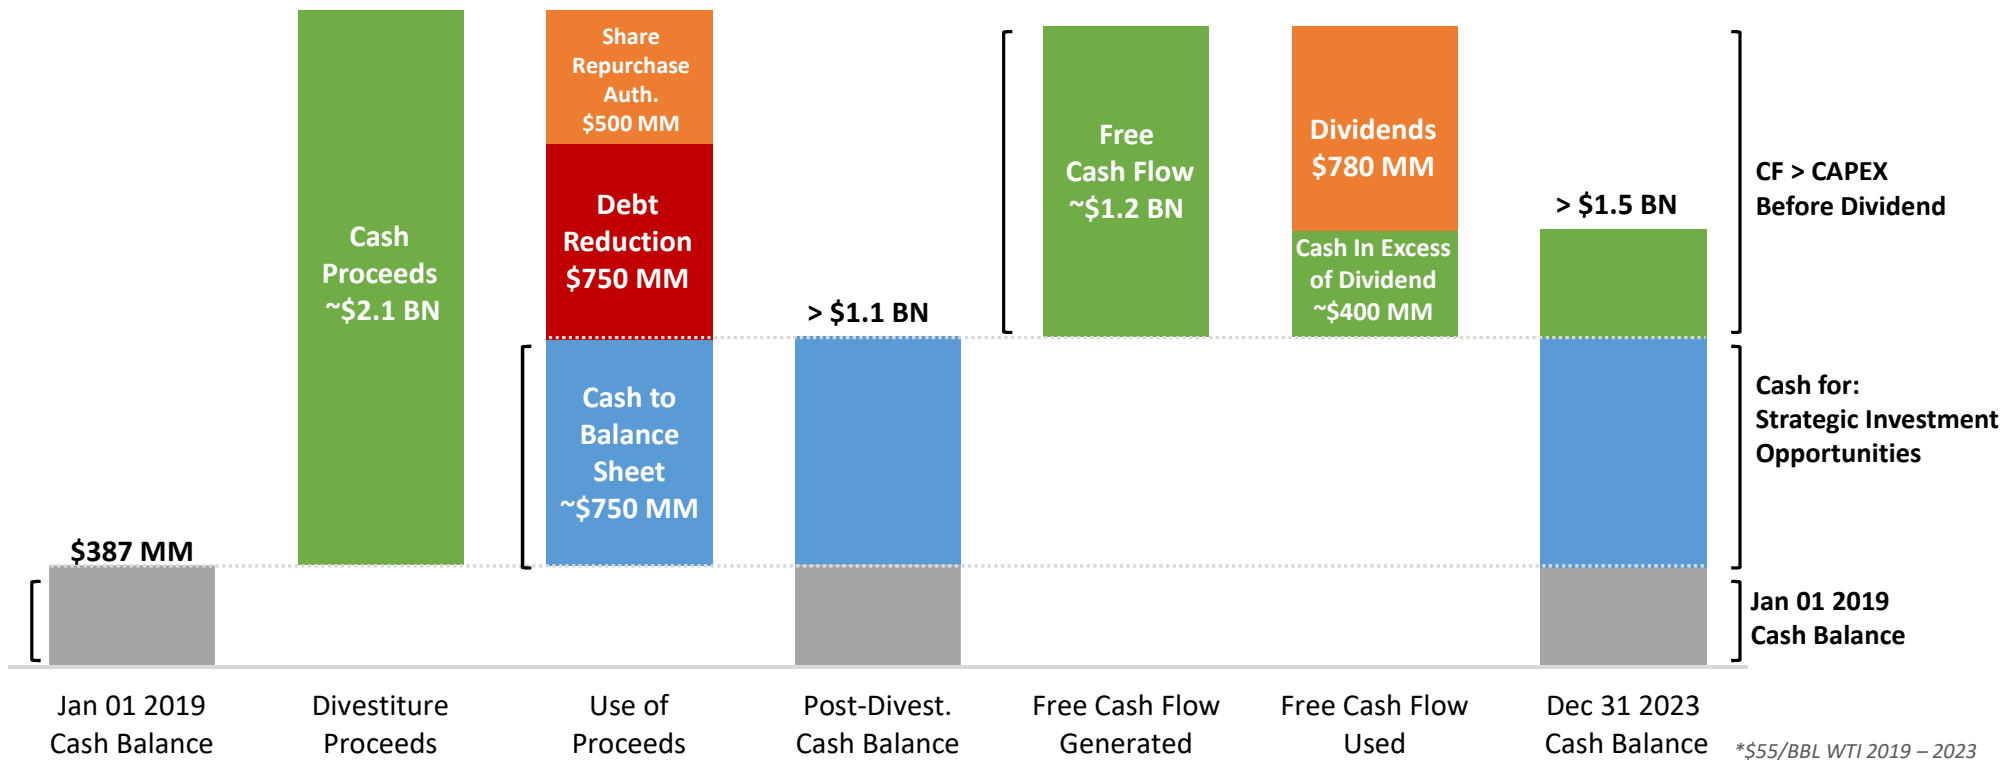 $387 MM
Cash
Proceeds
~$2.1 BN
Share
Repurchase
Auth.
$500 MM
Debt
Reduction
$750 MM
Cash to
Balance
Sheet
~$750 MM
> $1.1 BN
Free
Cash Flow
~$1.2 BN
Dividends
$780 MM
Cash In Excess
of Dividend
~$400 MM
> $1.5 BN
CF > CAPEX
Before Dividend
Cash for:
Strategic Investment
Opportunities
Jan 01 2019
Cash Balance
Jan 01 2019
Cash Balance
Divestiture
Proceeds
Use of
Proceeds
Post-Divest.
Cash Balance
Free Cash Flow
Generated
Free Cash Flow
Used
Dec 31 2023
Cash Balance
*$55/BBL WTI 2019 – 2023